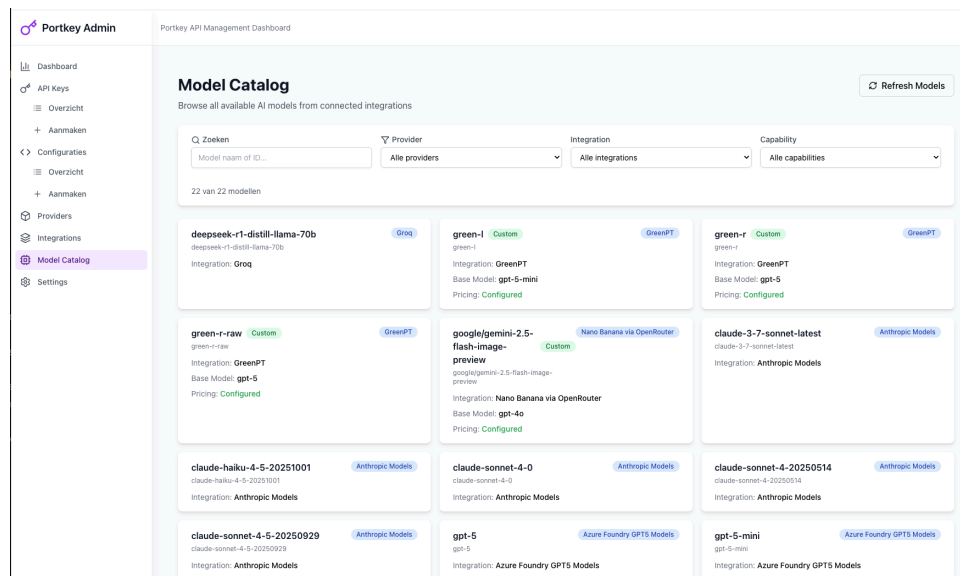 Portkey Admin
Portkey API Management Dashboard
Dashboard
API Keys
Overzicht
Aanmaken
Configuraties
Overzicht
Aanmaken
Providers
Integrations
Model Catalog
Settings
Model Catalog
Browse all available AI models from connected integrations
Refresh Models
Zoeken
Model naam of ID...
Provider
Alle providers
Integration
Alle integrations
Capability
Alle capabilities
22 van 22 modellen
deepseek-r1-distill-llama-70b Groq
deepseek-r1-distill-llama-70b
Integration: Groq
green-l Custom GreenPT
green-l
Integration: GreenPT
Base Model: gpt-5-mini
Pricing: Configured
green-r Custom GreenPT
green-r
Integration: GreenPT
Base Model: gpt-5
Pricing: Configured
green-r-raw Custom GreenPT
green-r-raw
Integration: GreenPT
Base Model: gpt-5
Pricing: Configured
google/gemini-2.5-
flash-image-
preview
Custom
Nano Banana via OpenRouter
google/gemini-2.5-flash-image-
preview
Integration: Nano Banana via OpenRouter
Base Model: gpt-4o
Pricing: Configured
claude-3-7-sonnet-latest Anthropic Models
claude-3-7-sonnet-latest
Integration: Anthropic Models
claude-haiku-4-5-20251001 Anthropic Models
claude-haiku-4-5-20251001
Integration: Anthropic Models
claude-sonnet-4-0 Anthropic Models
claude-sonnet-4-0
Integration: Anthropic Models
claude-sonnet-4-20250514 Anthropic Models
claude-sonnet-4-20250514
Integration: Anthropic Models
claude-sonnet-4-5-20250929 Anthropic Models
claude-sonnet-4-5-20250929
Integration: Anthropic Models
gpt-5 Azure Foundry GPT5 Models
gpt-5
Integration: Azure Foundry GPT5 Models
gpt-5-mini Azure Foundry GPT5 Models
gpt-5-mini
Integration: Azure Foundry GPT5 Models